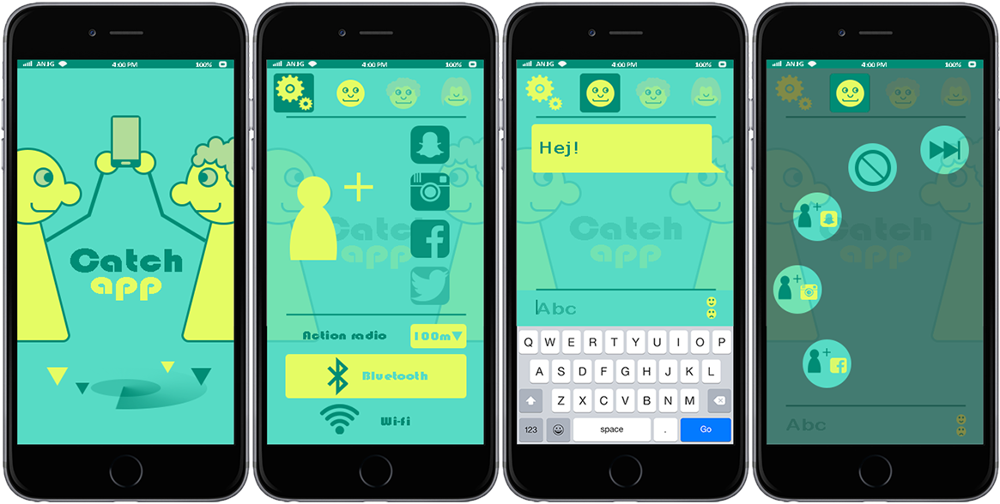 ANJG 4:00 PM 100%
Catch
app
ANJG 4:00 PM 100%
Catch
app
Action radio 100m
Bluetooth
Wi-fi
ANJG 4:00 PM 100%
Hej!
Catch
app
Abc
Q W E R T Y U I O P
A S D F G H J K L
Z X C V B N M
123 space . Go
ANJG 4:00 PM 100%
Catch
app
Abc